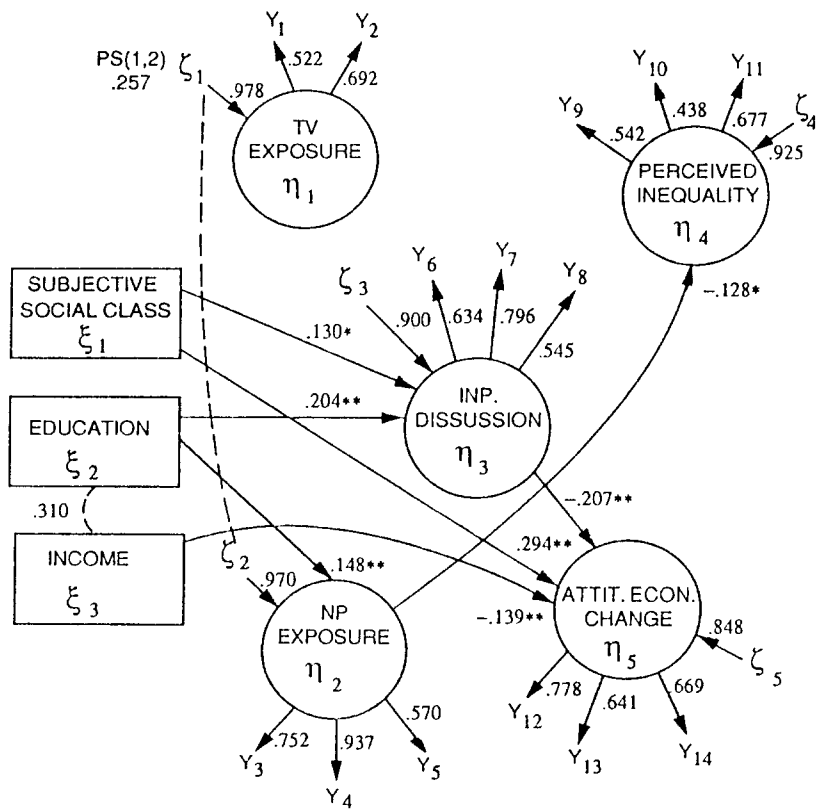 PS(1,2)
.257
ζ1
.978
Y1
Y2
.522
.692
TV
EXPOSURE
η1
Y9
Y10
Y11
.542
.438
.677
ζ4
.925
PERCEIVED
INEQUALITY
η4
-.128*
SUBJECTIVE
SOCIAL CLASS
ξ1
EDUCATION
ξ2
.310
INCOME
ξ3
.130*
.204**
ζ3
.900
Y6
Y7
Y8
.634
.796
.545
INP.
DISSUSSION
η3
-.207**
.294**
-.139**
ζ2
.970
.148**
NP
EXPOSURE
η2
.752
.937
.570
Y3
Y4
Y5
ATTIT. ECON.
CHANGE
η5
.848
ζ5
.778
.641
.669
Y12
Y13
Y14